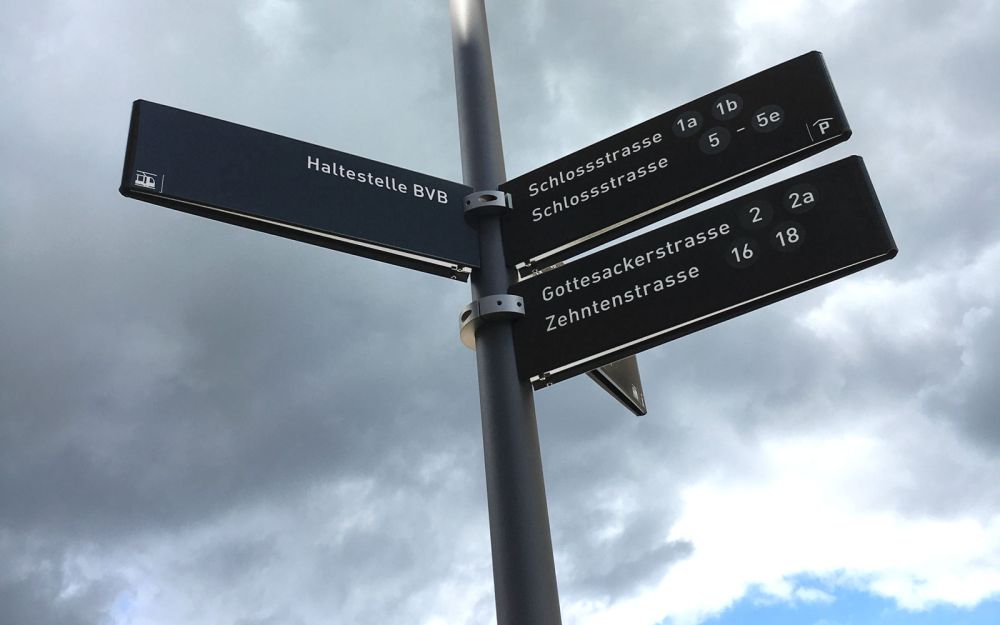 Haltestelle BVB
Schlossstrasse 1a 1b
Schlossstrasse 5 - 5e
P
Gottesackerstrasse 2 2a
Zehntenstrasse 16 18